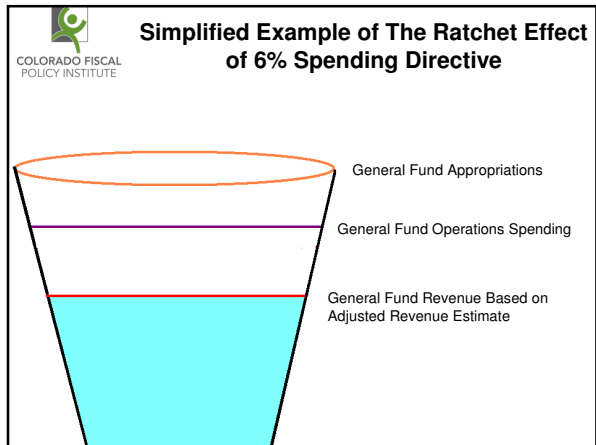 COLORADO FISCAL
POLICY INSTITUTE
Simplified Example of The Ratchet Effect
of 6% Spending Directive
General Fund Appropriations
General Fund Operations Spending
General Fund Revenue Based on
Adjusted Revenue Estimate